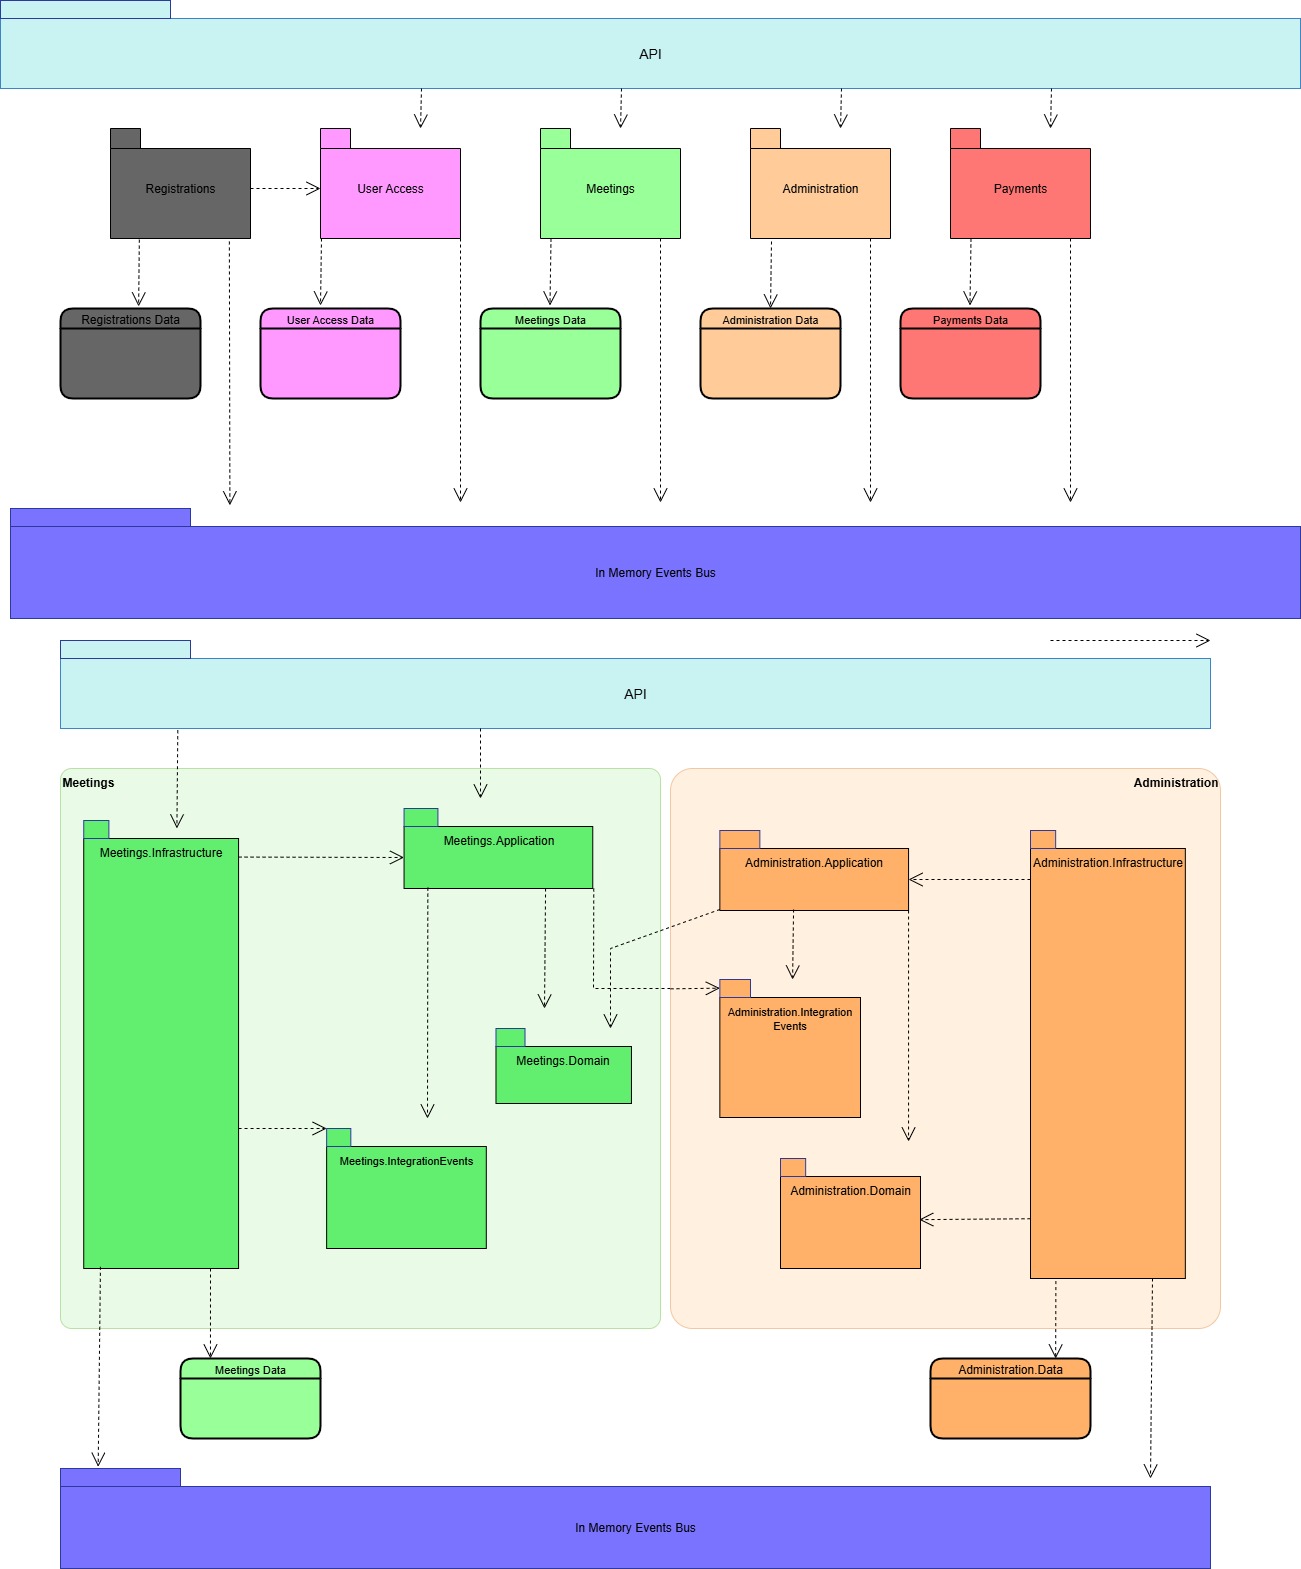 API
Registrations
User Access
Meetings
Administration
Payments
Registrations Data
User Access Data
Meetings Data
Administration Data
Payments Data
In Memory Events Bus
API
Meetings
Administration
Meetings.Infrastructure
Meetings.Application
Administration.Application
Administration.Infrastructure
Administration.Integration
Events
Meetings.Domain
Meetings.IntegrationEvents
Administration.Domain
Meetings Data
Administration.Data
In Memory Events Bus